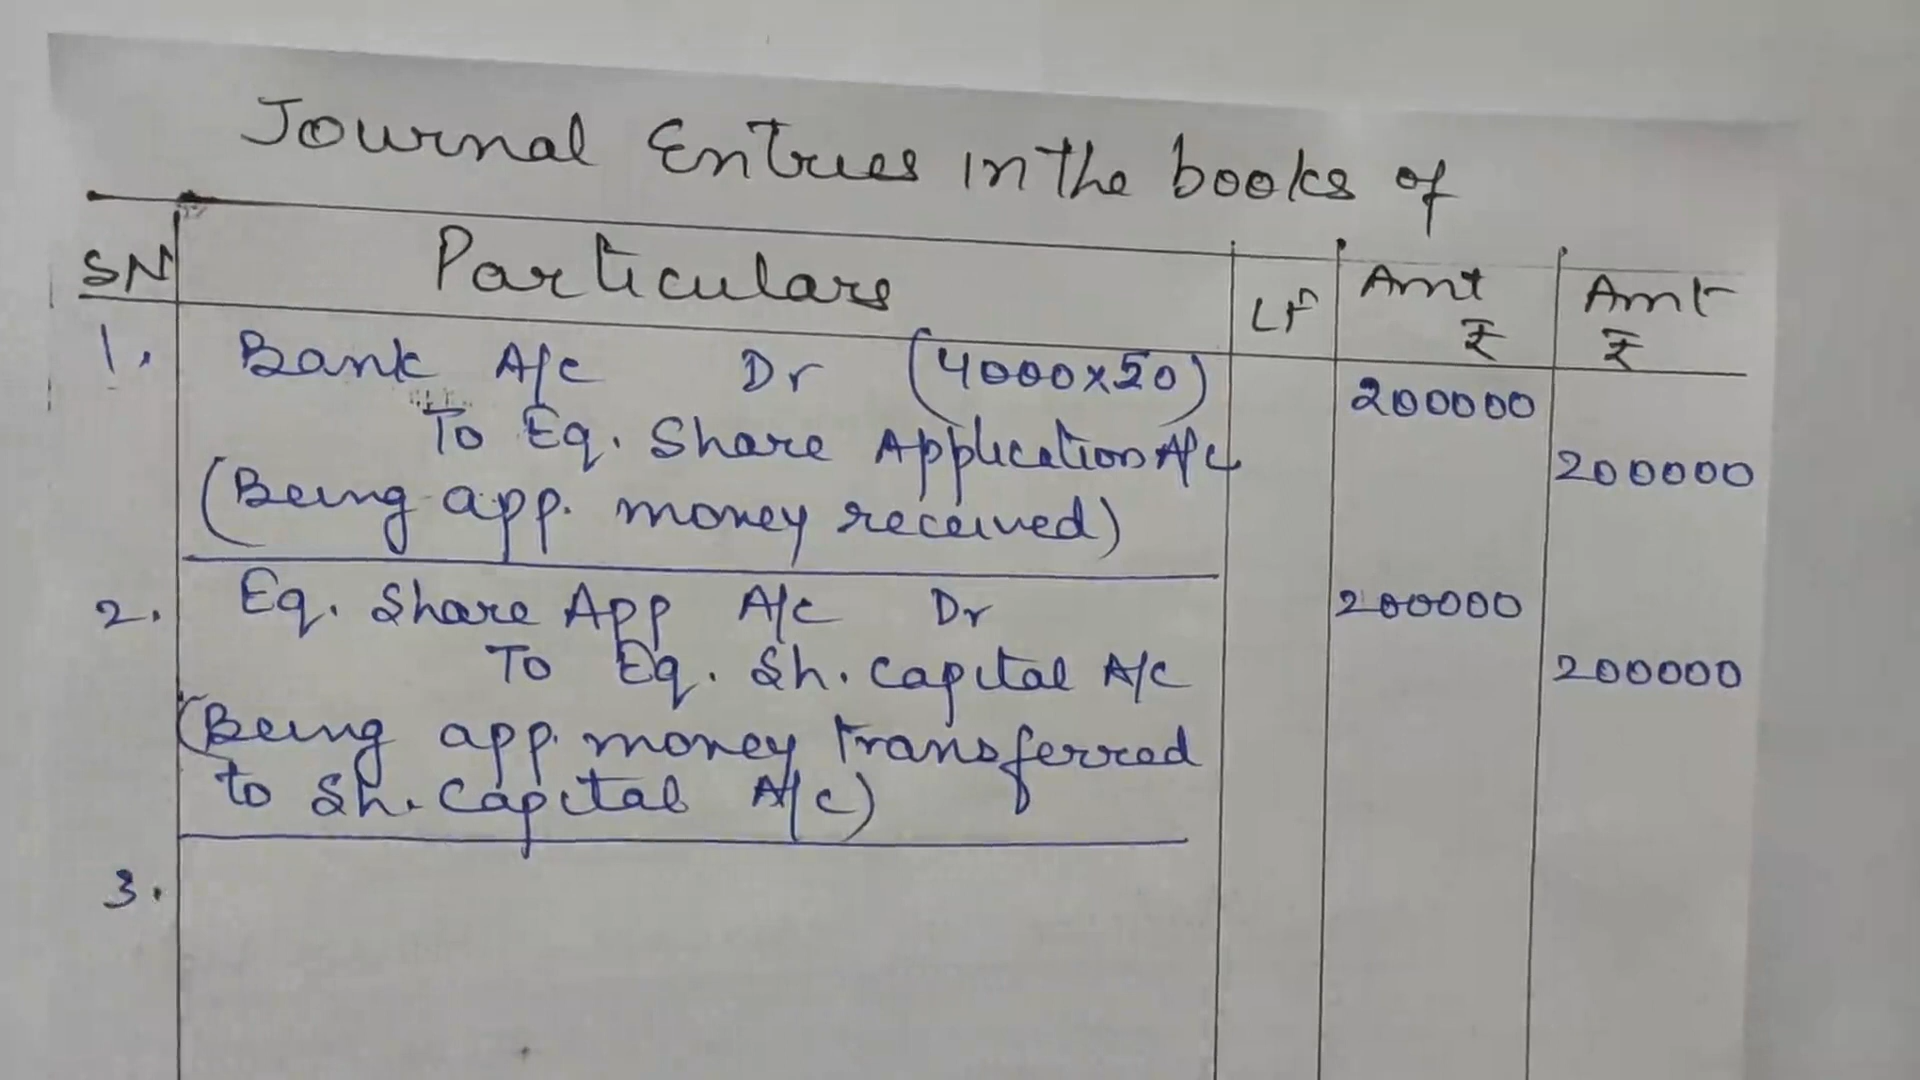 Journal Entries in the books of
SN Particulars LF Amt ₹ Amt ₹
1. Bank A/c Dr (4000x50) 200000
To Eq. Share Application A/c 200000
(Being app. money received)
2. Eq. Share App A/c Dr 200000
To Eq. Sh. Capital A/c 200000
(Being app. money transferred
to Sh. Capital A/c)
3.